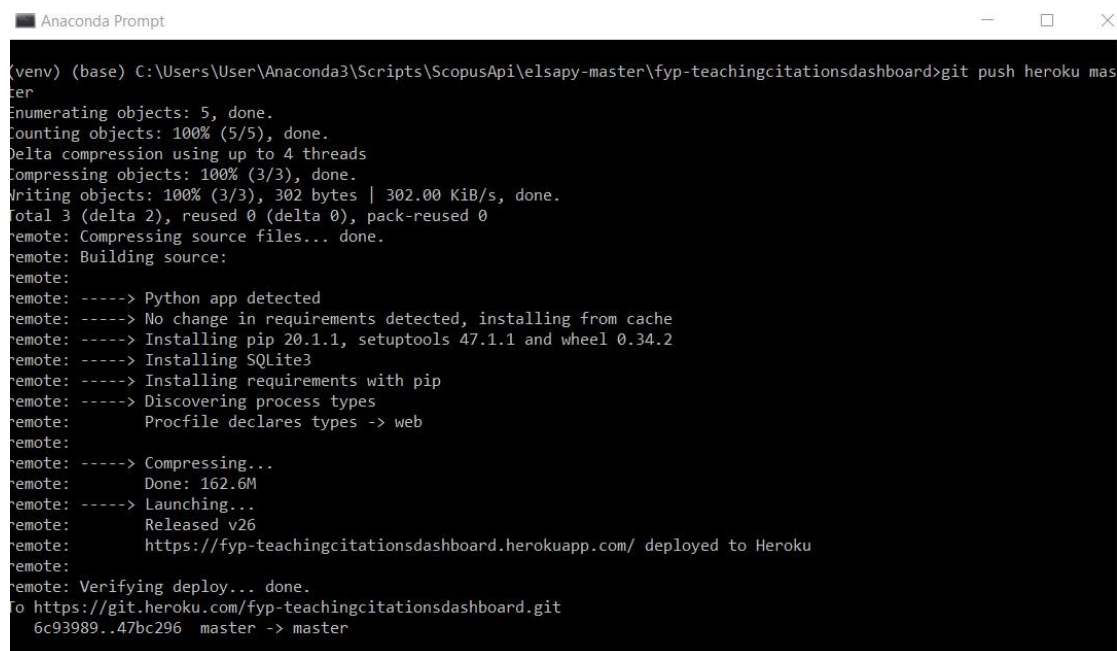 Anaconda Prompt
(venv) (base) C:\Users\User\Anaconda3\Scripts\ScopusApi\elsapy-master\fyp-teachingcitationsdashboard>git push heroku mas
ter
Enumerating objects: 5, done.
Counting objects: 100% (5/5), done.
Delta compression using up to 4 threads
Compressing objects: 100% (3/3), done.
Writing objects: 100% (3/3), 302 bytes | 302.00 KiB/s, done.
Total 3 (delta 2), reused 0 (delta 0), pack-reused 0
remote: Compressing source files... done.
remote: Building source:
remote:
remote: -----> Python app detected
remote: -----> No change in requirements detected, installing from cache
remote: -----> Installing pip 20.1.1, setuptools 47.1.1 and wheel 0.34.2
remote: -----> Installing SQLite3
remote: -----> Installing requirements with pip
remote: -----> Discovering process types
remote:        Procfile declares types -> web
remote:
remote: -----> Compressing...
remote:        Done: 162.6M
remote: -----> Launching...
remote:        Released v26
remote:        https://fyp-teachingcitationsdashboard.herokuapp.com/ deployed to Heroku
remote:
remote: Verifying deploy... done.
To https://git.heroku.com/fyp-teachingcitationsdashboard.git
   6c93989..47bc296  master -> master